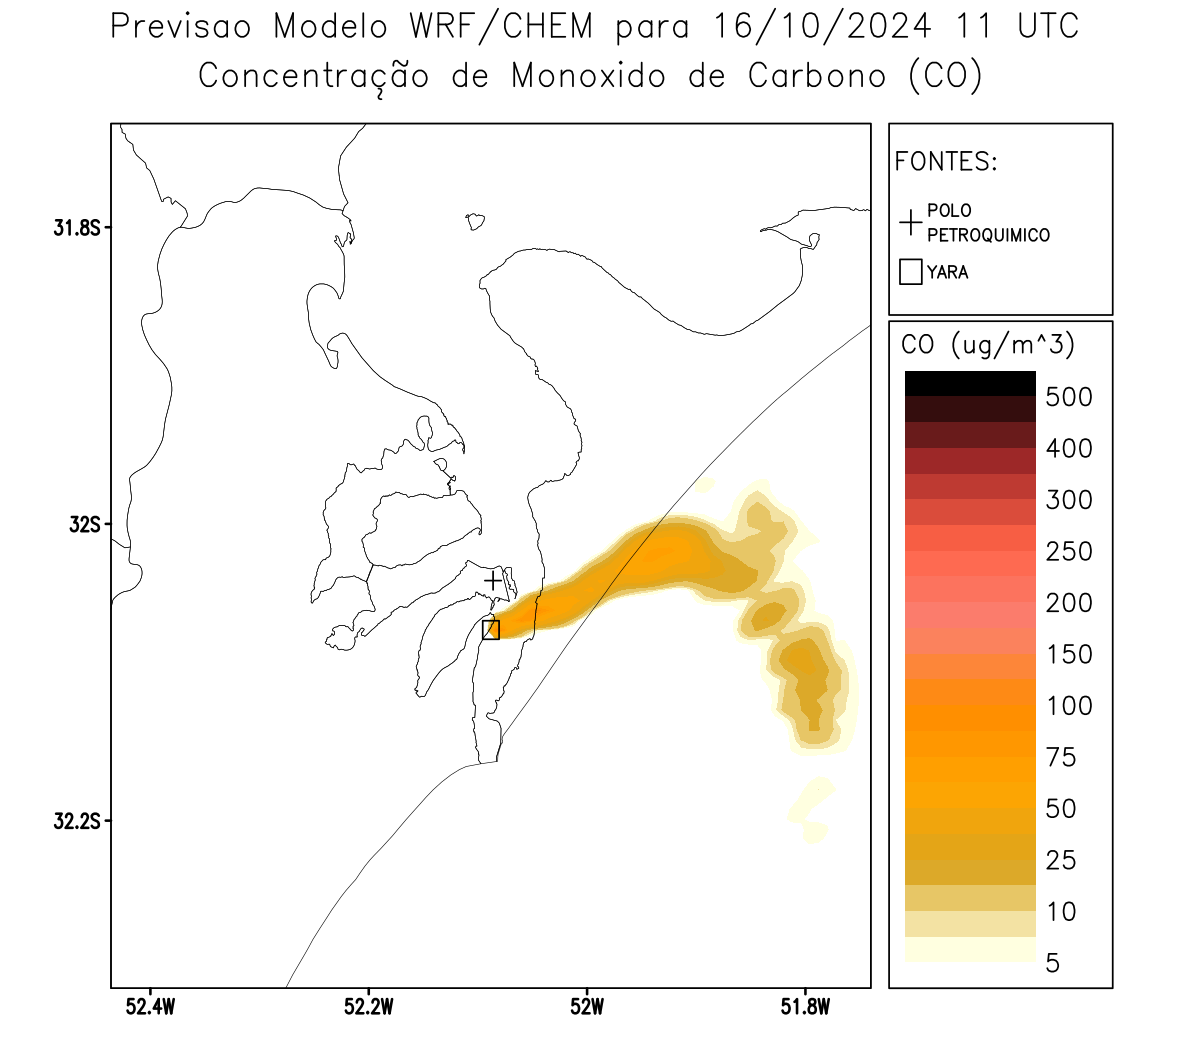 Previsao Modelo WRF/CHEM para 16/10/2024 11 UTC
Concentração de Monoxido de Carbono (CO)
FONTES:
POLO
PETROQUIMICO
YARA
CO (ug/m^3)
500
400
300
250
200
150
100
75
50
25
10
5
31.8S
32S
32.2S
52.4W
52.2W
52W
51.8W